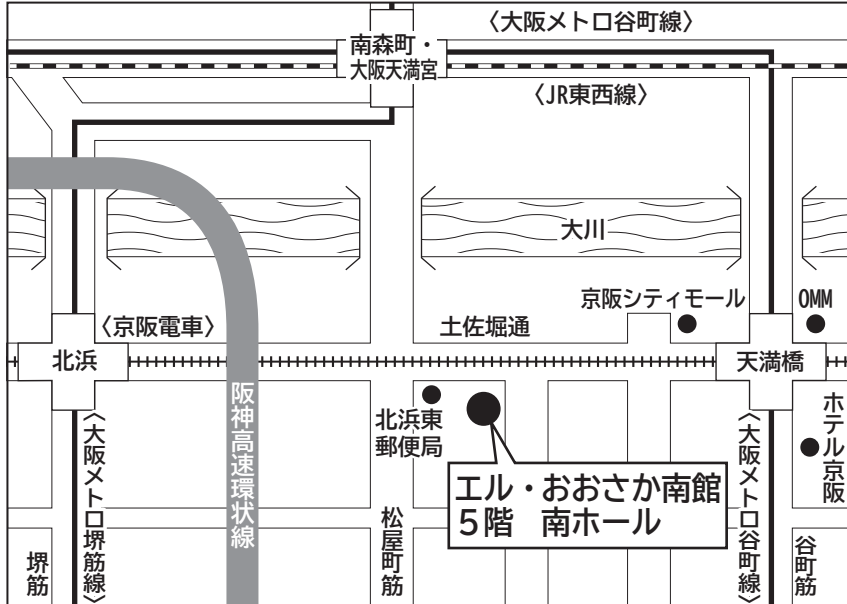 〈大阪メトロ谷町線〉
南森町・
大阪天満宮
〈JR東西線〉
大川
京阪シティモール
OMM
〈京阪電車〉
土佐堀通
北浜
天満橋
阪神高速環状線
北浜東
郵便局
ホテル京阪
〈大阪メトロ堺筋線〉
〈大阪メトロ谷町線〉
エル・おおさか南館
5階　南ホール
堺筋
松屋町筋
谷町筋